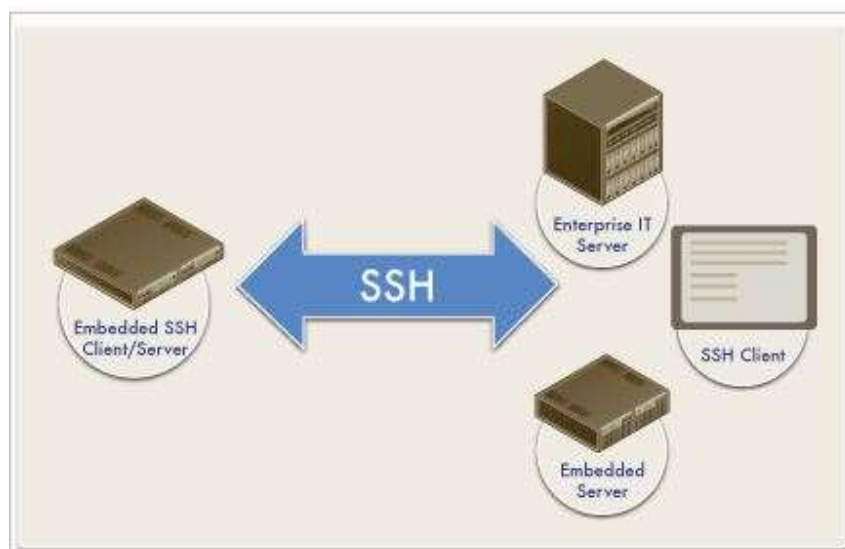 Embedded SSH
Client/Server
SSH
Enterprise IT
Server
SSH Client
Embedded
Server